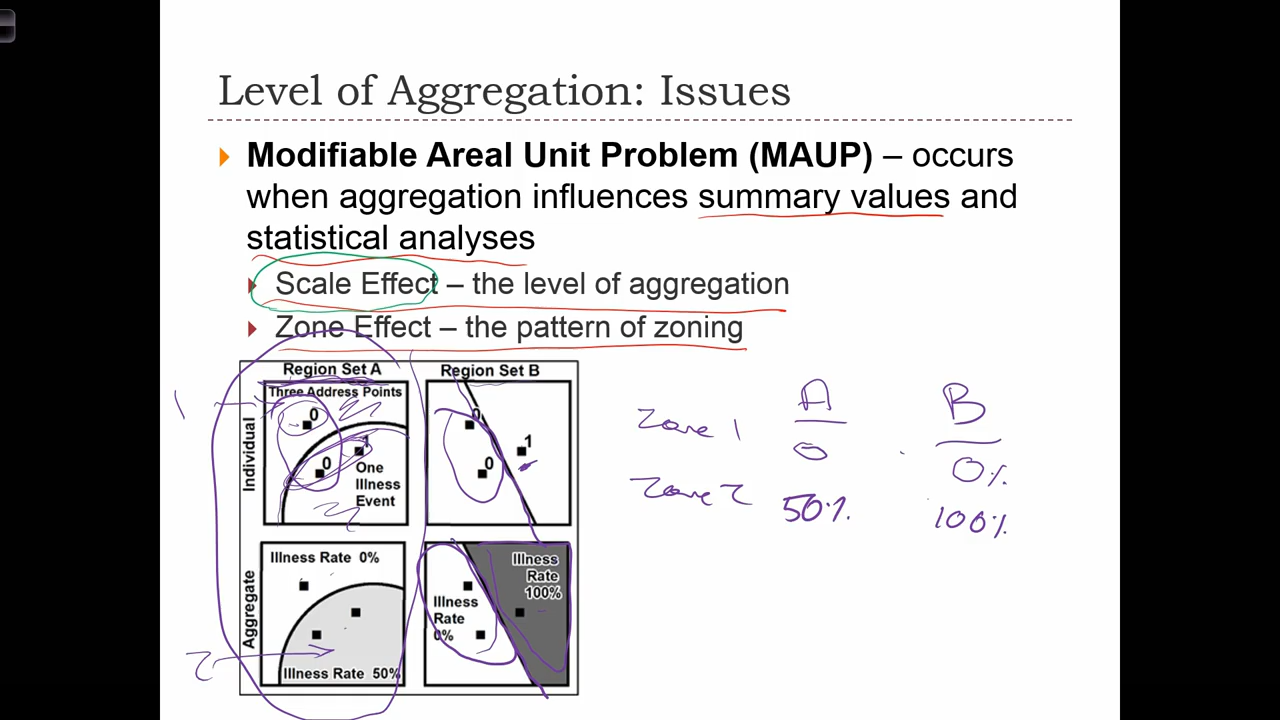 Level of Aggregation: Issues
Modifiable Areal Unit Problem (MAUP) – occurs
when aggregation influences summary values and
statistical analyses
Scale Effect – the level of aggregation
Zone Effect – the pattern of zoning
Region Set A
Region Set B
Individual
Three Address Points
0
1
0
One
Illness
Event
0
1
0
Aggregate
Illness Rate 0%
Illness Rate 50%
Illness
Rate
0%
Illness
Rate
100%
1
2
A B
Zone 1 0 0%
Zone 2 50% 100%